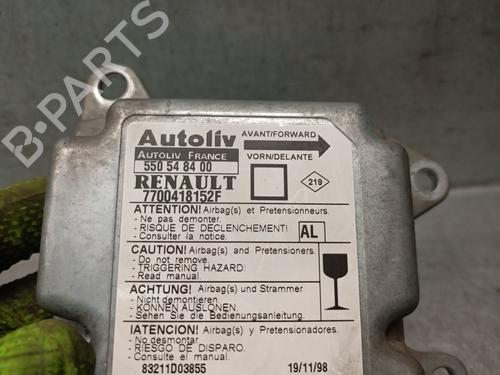 B-PARTS
Autoliv AVANT/FORWARD
AUTOLIV FRANCE
550 54 84 00 VORN/DELANTE
RENAULT
7700418152F 219
ATTENTION! Airbag(s) et Pretensionneurs.
- Ne pas demonter.
- RISQUE DE DECLENCHEMENT!
- Consulter la notice. AL
CAUTION! Airbag(s) and Pretensioners.
- Do not remove.
- TRIGGERING HAZARD!
- Read manual.
ACHTUNG! Airbag(s) und Strammer
- Nicht demontieren.
- KONNEN AUSLOSEN.
- Sehen Sie die Bedienungsanleitung.
!ATENCION! Airbag(s) y Pretensionadores.
- No desmontar.
- RIESGO DE DISPARO.
- Consulte el manual.
83211D03855 19/11/98